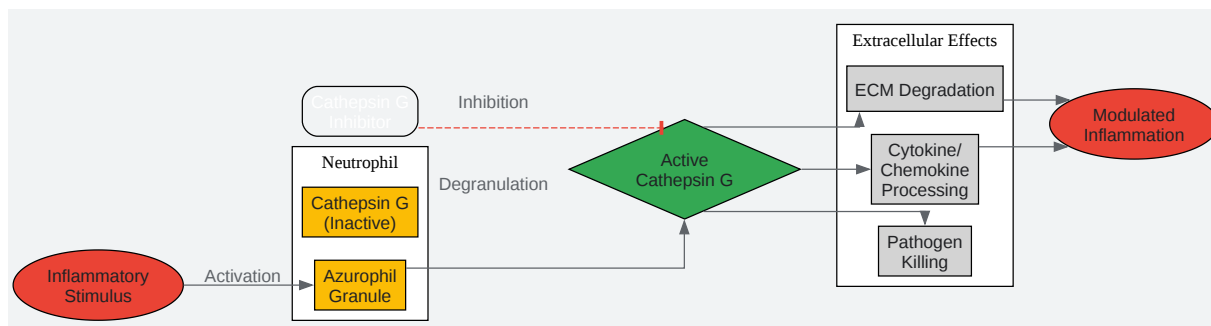 Extracellular Effects
Cathepsin G
Inhibitor
Inhibition
ECM Degradation
Modulated
Inflammation
Neutrophil
Active
Cathepsin G
Cytokine/
Chemokine
Processing
Degranulation
Cathepsin G
(Inactive)
Pathogen
Killing
Inflammatory
Stimulus
Activation
Azurophil
Granule